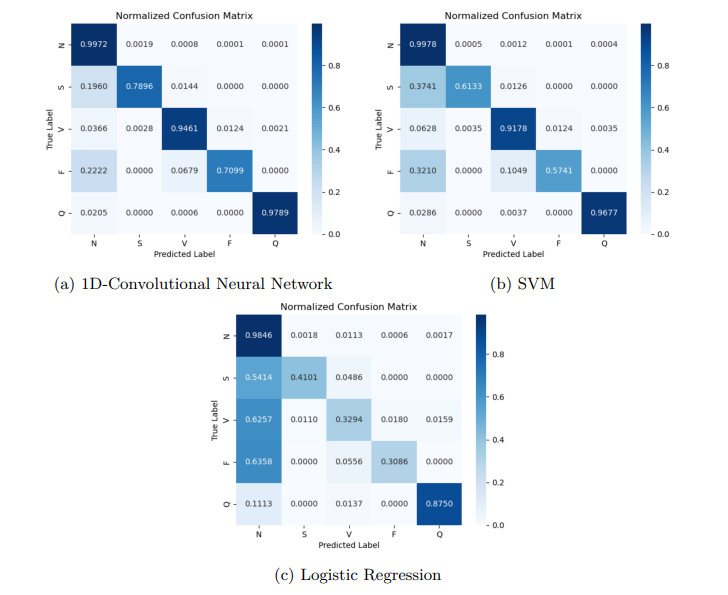 Normalized Confusion Matrix
True Label
N 0.9972 0.0019 0.0008 0.0001 0.0001
S 0.1960 0.7896 0.0144 0.0000 0.0000
V 0.0366 0.0028 0.9461 0.0124 0.0021
F 0.2222 0.0000 0.0679 0.7099 0.0000
Q 0.0205 0.0000 0.0006 0.0000 0.9789
N S V F Q
Predicted Label
0.8
0.6
0.4
0.2
0.0
(a) 1D-Convolutional Neural Network
Normalized Confusion Matrix
True Label
N 0.9978 0.0005 0.0012 0.0001 0.0004
S 0.3741 0.6133 0.0126 0.0000 0.0000
V 0.0628 0.0035 0.9178 0.0124 0.0035
F 0.3210 0.0000 0.1049 0.5741 0.0000
Q 0.0286 0.0000 0.0037 0.0000 0.9677
N S V F Q
Predicted Label
0.8
0.6
0.4
0.2
0.0
(b) SVM
Normalized Confusion Matrix
True Label
N 0.9846 0.0018 0.0113 0.0006 0.0017
S 0.5414 0.4101 0.0486 0.0000 0.0000
V 0.6257 0.0110 0.3294 0.0180 0.0159
F 0.6358 0.0000 0.0556 0.3086 0.0000
Q 0.1113 0.0000 0.0137 0.0000 0.8750
N S V F Q
Predicted Label
0.8
0.6
0.4
0.2
0.0
(c) Logistic Regression